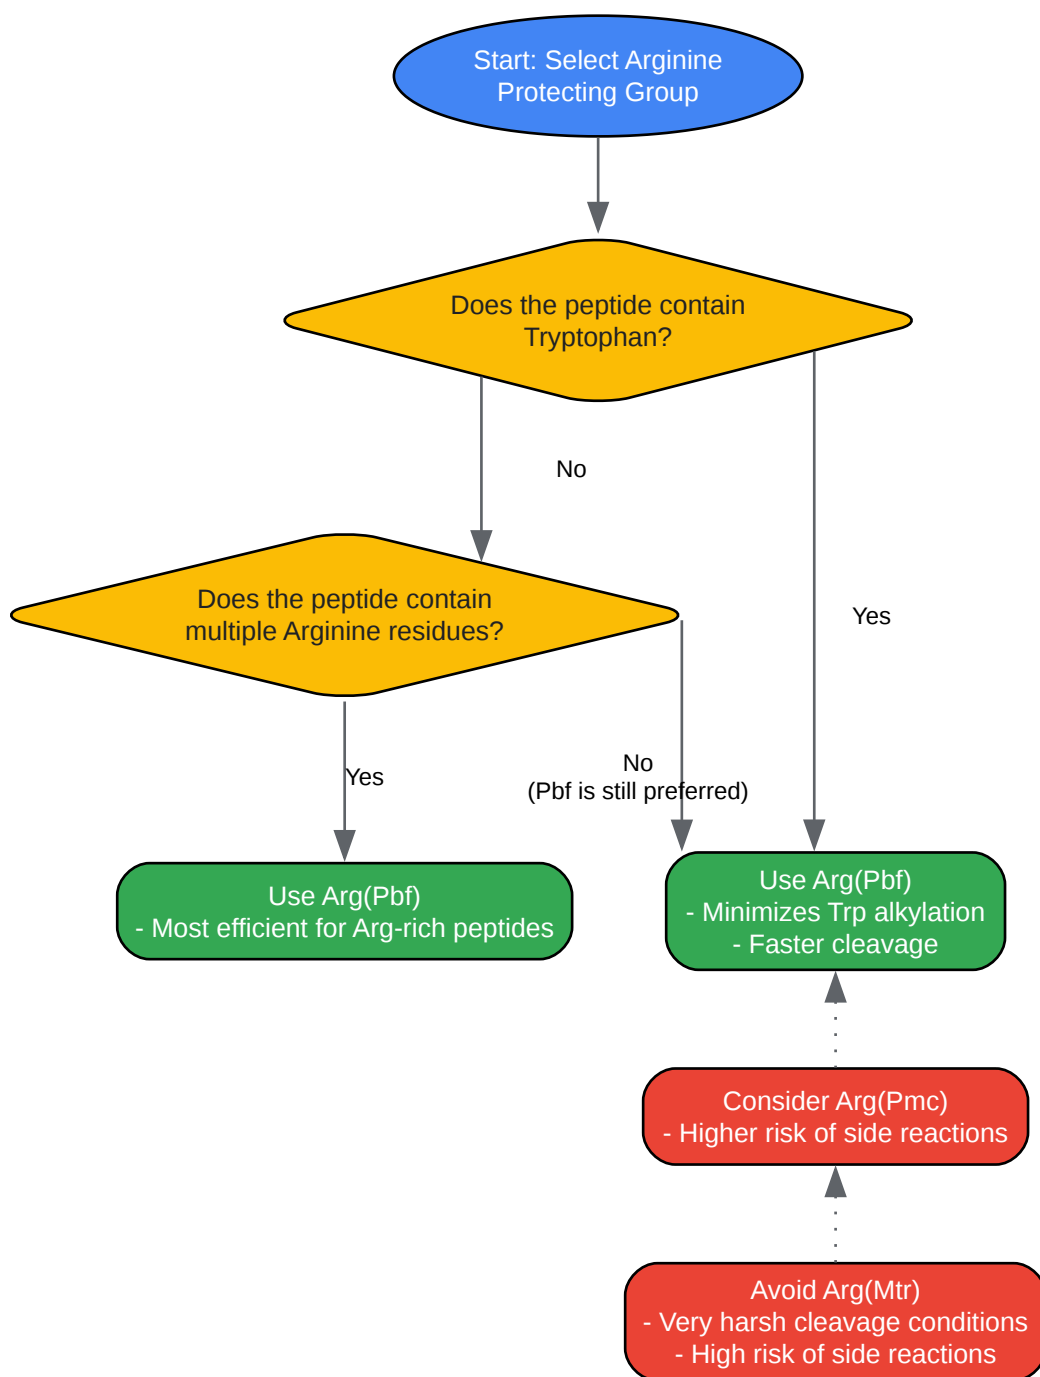 Start: Select Arginine
Protecting Group
Does the peptide contain
Tryptophan?
No
Does the peptide contain
multiple Arginine residues?
Yes
Yes
No
(Pbf is still preferred)
Use Arg(Pbf)
- Most efficient for Arg-rich peptides
Use Arg(Pbf)
- Minimizes Trp alkylation
- Faster cleavage
Consider Arg(Pmc)
- Higher risk of side reactions
Avoid Arg(Mtr)
- Very harsh cleavage conditions
- High risk of side reactions